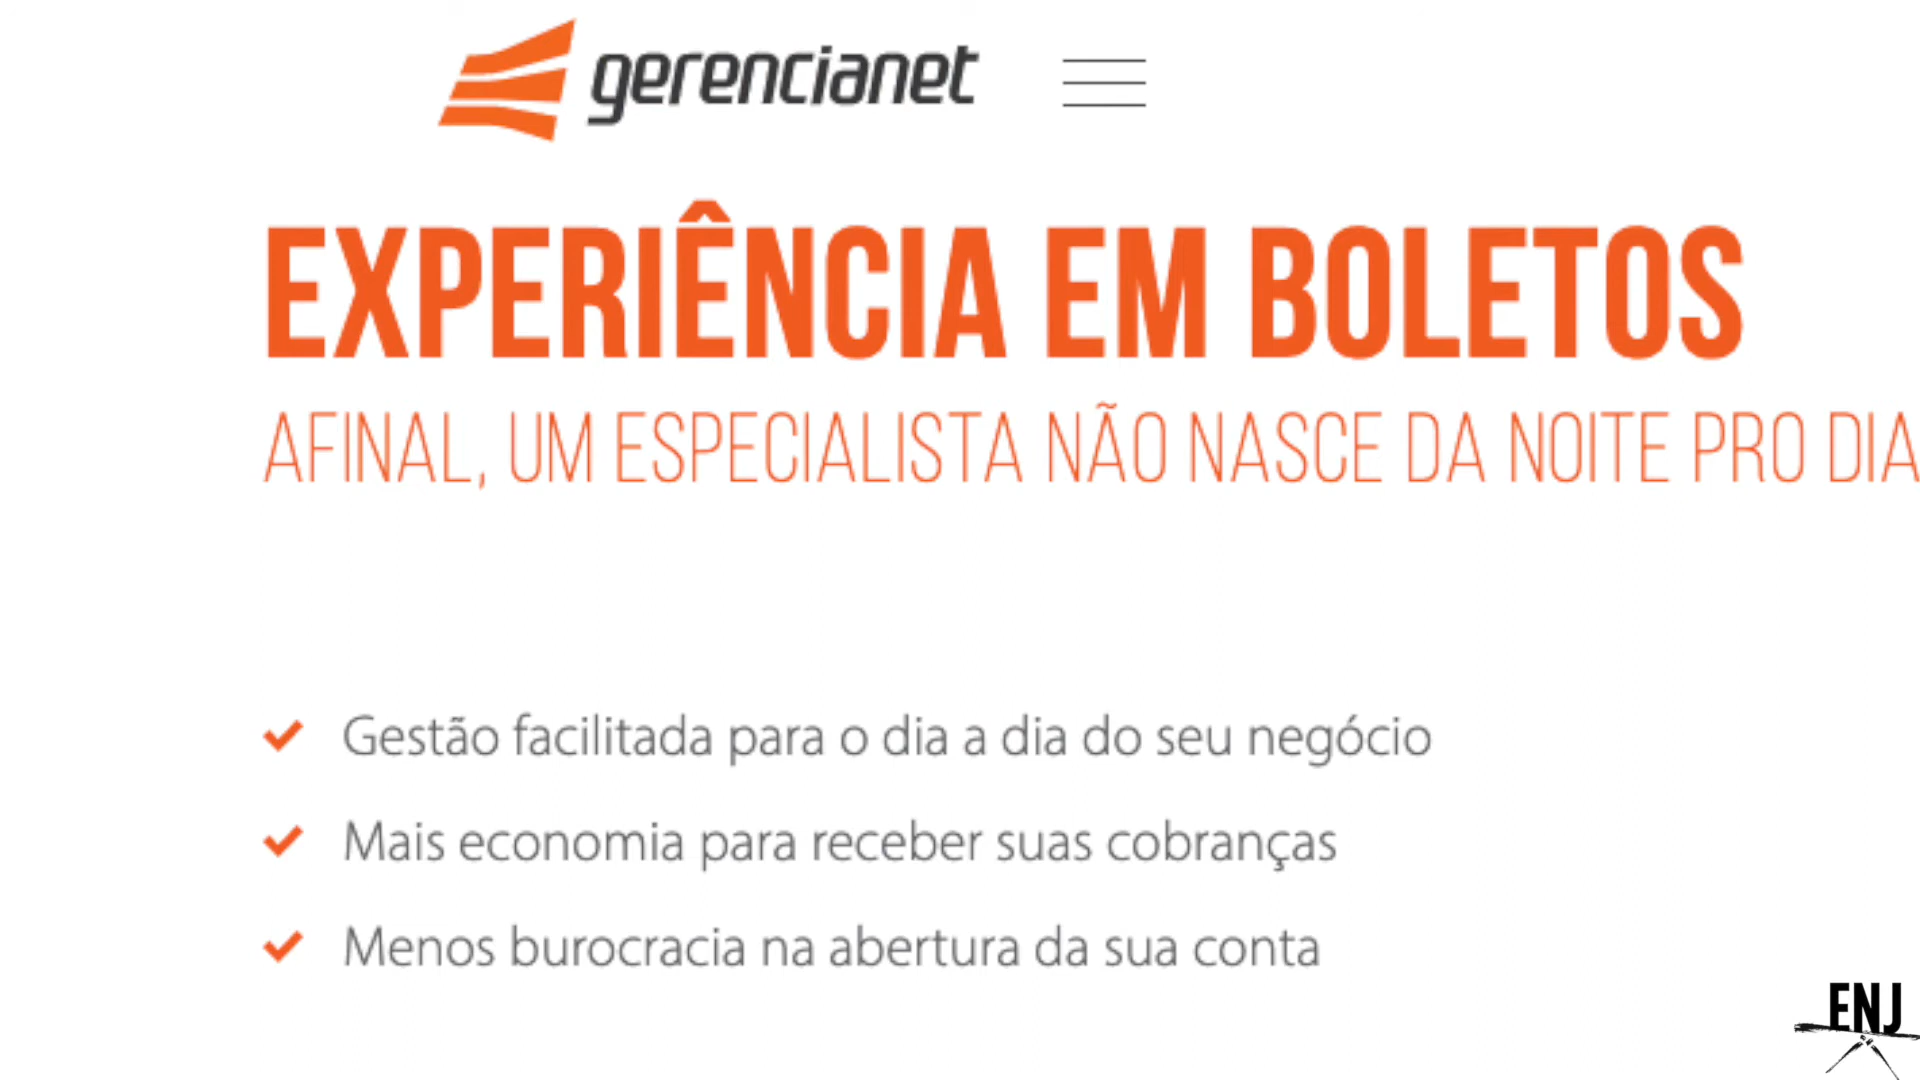 gerencianet
EXPERIÊNCIA EM BOLETOS
AFINAL, UM ESPECIALISTA NÃO NASCE DA NOITE PRO DIA
Gestão facilitada para o dia a dia do seu negócio
Mais economia para receber suas cobranças
Menos burocracia na abertura da sua conta
ENJ